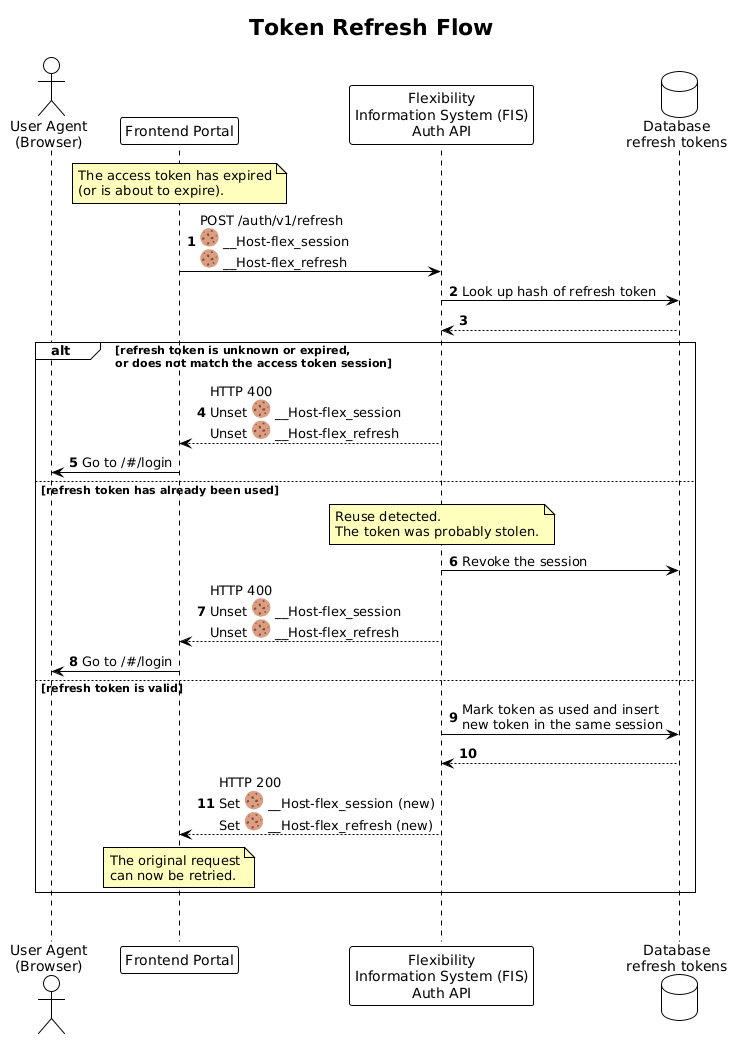 Token Refresh Flow
User Agent
(Browser)
Frontend Portal
Flexibility
Information System (FIS)
Auth API
Database
refresh tokens
The access token has expired
(or is about to expire).
POST /auth/v1/refresh
1 __Host-flex_session
__Host-flex_refresh
2 Look up hash of refresh token
3
alt [refresh token is unknown or expired,
or does not match the access token session]
HTTP 400
4 Unset __Host-flex_session
Unset __Host-flex_refresh
5 Go to /#/login
[refresh token has already been used]
Reuse detected.
The token was probably stolen.
6 Revoke the session
HTTP 400
7 Unset __Host-flex_session
Unset __Host-flex_refresh
8 Go to /#/login
[refresh token is valid]
9 Mark token as used and insert
new token in the same session
10
HTTP 200
11 Set __Host-flex_session (new)
Set __Host-flex_refresh (new)
The original request
can now be retried.
User Agent
(Browser)
Frontend Portal
Flexibility
Information System (FIS)
Auth API
Database
refresh tokens